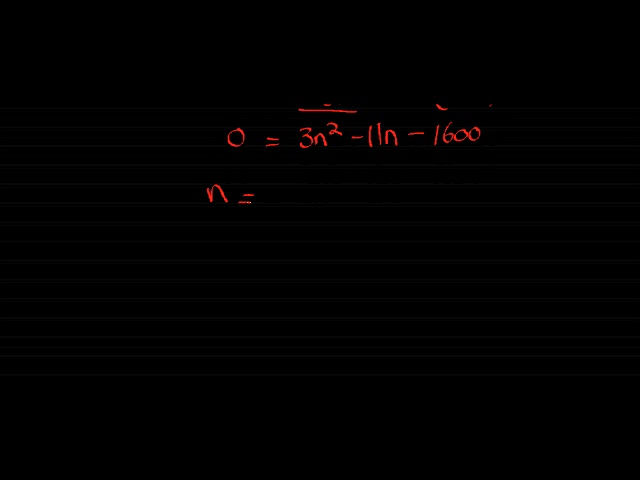 0 = 3n² - 11n - 1600
n =